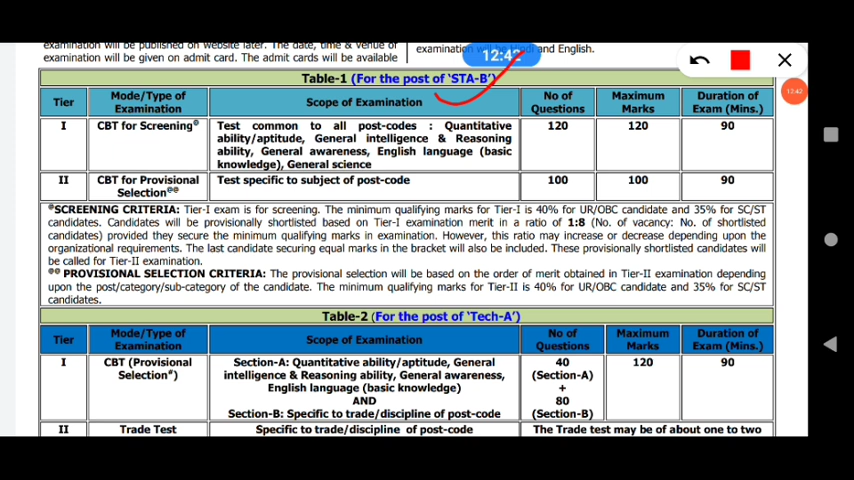 examination will be published on website later. The date, time & venue of
examination will be given on admit card. The admit cards will be available
examination will be Hindi and English.
12:42
12:42
Table-1 (For the post of 'STA-B')
Tier
Mode/Type of
Examination
Scope of Examination
No of
Questions
Maximum
Marks
Duration of
Exam (Mins.)
I
CBT for Screening@
Test common to all post-codes : Quantitative
ability/aptitude, General intelligence & Reasoning
ability, General awareness, English language (basic
knowledge), General science
120
120
90
II
CBT for Provisional
Selection@@
Test specific to subject of post-code
100
100
90
@SCREENING CRITERIA: Tier-I exam is for screening. The minimum qualifying marks for Tier-I is 40% for UR/OBC candidate and 35% for SC/ST
candidates. Candidates will be provisionally shortlisted based on Tier-I examination merit in a ratio of 1:8 (No. of vacancy: No. of shortlisted
candidates) provided they secure the minimum qualifying marks in examination. However, this ratio may increase or decrease depending upon the
organizational requirements. The last candidate securing equal marks in the bracket will also be included. These provisionally shortlisted candidates will
be called for Tier-II examination.
@@ PROVISIONAL SELECTION CRITERIA: The provisional selection will be based on the order of merit obtained in Tier-II examination depending
upon the post/category/sub-category of the candidate. The minimum qualifying marks for Tier-II is 40% for UR/OBC candidate and 35% for SC/ST
candidates.
Table-2 (For the post of 'Tech-A')
Tier
Mode/Type of
Examination
Scope of Examination
No of
Questions
Maximum
Marks
Duration of
Exam (Mins.)
I
CBT (Provisional
Selection#)
Section-A: Quantitative ability/aptitude, General
intelligence & Reasoning ability, General awareness,
English language (basic knowledge)
AND
Section-B: Specific to trade/discipline of post-code
40
(Section-A)
+
80
(Section-B)
120
90
II
Trade Test
Specific to trade/discipline of post-code
The Trade test may be of about one to two